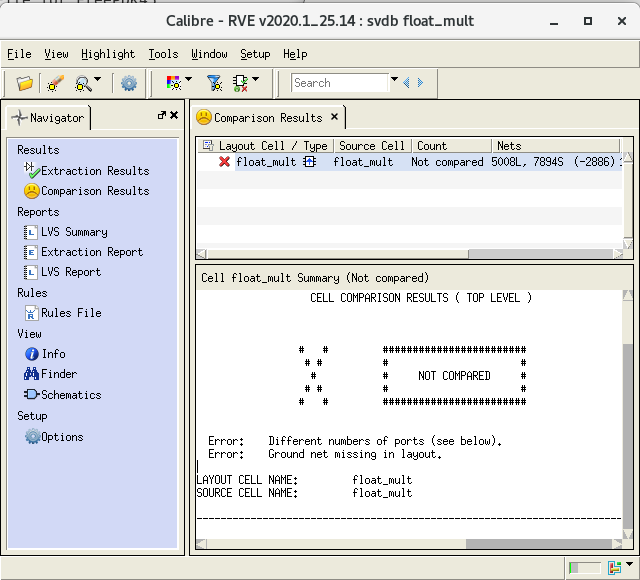 Calibre - RVE v2020.1_25.14 : svdb float_mult
File View Highlight Tools Window Setup Help
Search
Navigator
Results
Extraction Results
Comparison Results
Reports
LVS Summary
Extraction Report
LVS Report
Rules
Rules File
View
Info
Finder
Schematics
Setup
Options
Comparison Results
Layout Cell / Type Source Cell Count Nets
float_mult float_mult Not compared 5008L, 7894S (-2886)
Cell float_mult Summary (Not compared)
CELL COMPARISON RESULTS ( TOP LEVEL )
# # ########################
# # # #
# # NOT COMPARED #
# # # #
# # ########################
Error: Different numbers of ports (see below).
Error: Ground net missing in layout.
LAYOUT CELL NAME: float_mult
SOURCE CELL NAME: float_mult